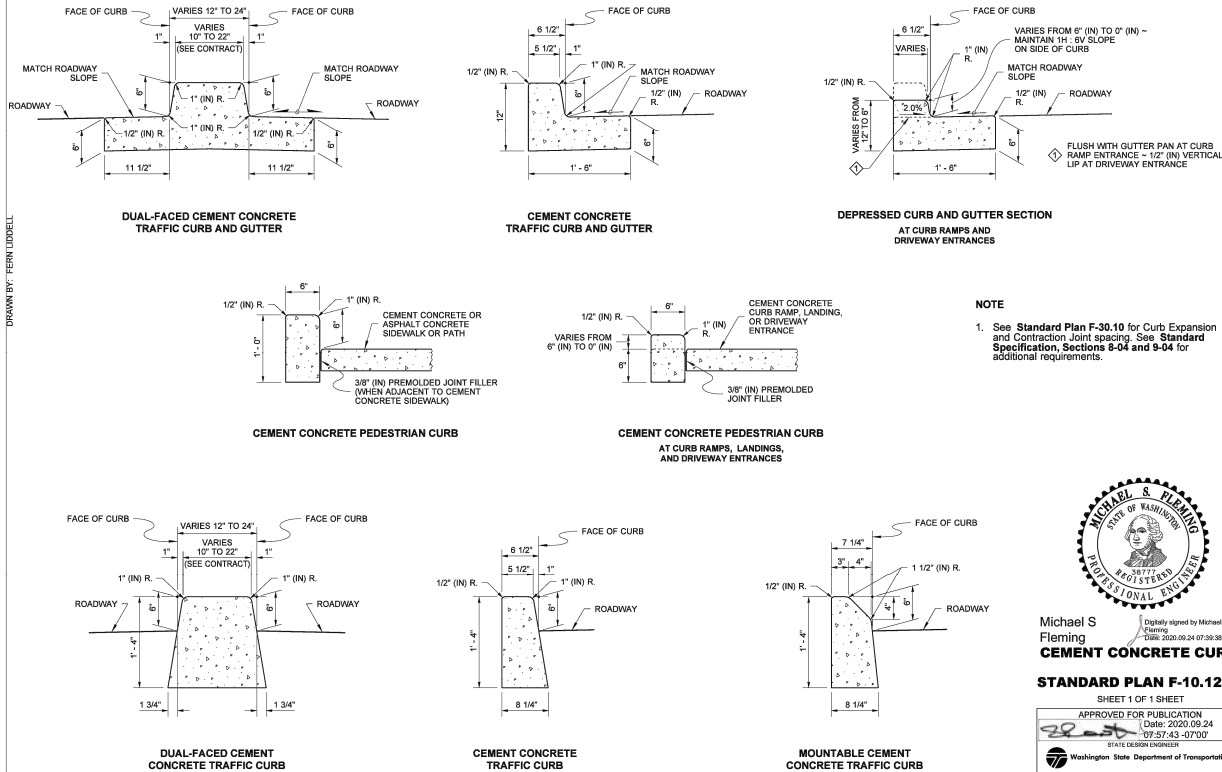 FACE OF CURB
VARIES 12" TO 24"
FACE OF CURB
VARIES
10" TO 22"
(SEE CONTRACT)
1"
1"
MATCH ROADWAY
SLOPE
MATCH ROADWAY
SLOPE
ROADWAY
ROADWAY
6"
6"
1" (IN) R.
1" (IN) R.
1/2" (IN) R.
1/2" (IN) R.
6"
6"
11 1/2"
11 1/2"
DUAL-FACED CEMENT CONCRETE
TRAFFIC CURB AND GUTTER
FACE OF CURB
6 1/2"
5 1/2"
1"
1/2" (IN) R.
1" (IN) R.
MATCH ROADWAY
SLOPE
1/2" (IN)
R.
ROADWAY
6"
12"
6"
1' - 6"
CEMENT CONCRETE
TRAFFIC CURB AND GUTTER
FACE OF CURB
6 1/2"
VARIES
VARIES FROM 6" (IN) TO 0" (IN) ~
MAINTAIN 1H : 6V SLOPE
ON SIDE OF CURB
1" (IN)
R.
MATCH ROADWAY
SLOPE
1/2" (IN) R.
1/2" (IN)
R.
ROADWAY
2.0%
VARIES FROM
12" TO 6"
6"
1
1' - 6"
1
FLUSH WITH GUTTER PAN AT CURB
RAMP ENTRANCE ~ 1/2" (IN) VERTICAL
LIP AT DRIVEWAY ENTRANCE
DEPRESSED CURB AND GUTTER SECTION
AT CURB RAMPS AND
DRIVEWAY ENTRANCES
DRAWN BY: FERN LIDDELL
6"
1/2" (IN) R.
1" (IN) R.
6"
1' - 0"
CEMENT CONCRETE OR
ASPHALT CONCRETE
SIDEWALK OR PATH
3/8" (IN) PREMOLDED JOINT FILLER
(WHEN ADJACENT TO CEMENT
CONCRETE SIDEWALK)
CEMENT CONCRETE PEDESTRIAN CURB
6"
1/2" (IN) R.
1" (IN)
R.
VARIES FROM
6" (IN) TO 0" (IN)
6"
CEMENT CONCRETE
CURB RAMP, LANDING,
OR DRIVEWAY
ENTRANCE
3/8" (IN) PREMOLDED
JOINT FILLER
CEMENT CONCRETE PEDESTRIAN CURB
AT CURB RAMPS, LANDINGS,
AND DRIVEWAY ENTRANCES
NOTE
1. See Standard Plan F-30.10 for Curb Expansion
and Contraction Joint spacing. See Standard
Specification, Sections 8-04 and 9-04 for
additional requirements.
FACE OF CURB
VARIES 12" TO 24"
FACE OF CURB
VARIES
10" TO 22"
(SEE CONTRACT)
1"
1"
1" (IN) R.
1" (IN) R.
ROADWAY
ROADWAY
6"
6"
1' - 4"
1 3/4"
1 3/4"
DUAL-FACED CEMENT
CONCRETE TRAFFIC CURB
FACE OF CURB
6 1/2"
5 1/2"
1"
1/2" (IN) R.
1" (IN) R.
6"
ROADWAY
1' - 4"
8 1/4"
CEMENT CONCRETE
TRAFFIC CURB
FACE OF CURB
7 1/4"
3"
4"
1 1/2" (IN) R.
1/2" (IN) R.
4"
6"
ROADWAY
1' - 4"
8 1/4"
MOUNTABLE CEMENT
CONCRETE TRAFFIC CURB
MICHAEL S. FLEMING
STATE OF WASHINGTON
38777
REGISTERED
PROFESSIONAL ENGINEER
Michael S
Fleming
Digitally signed by Michael
Fleming
Date: 2020.09.24 07:39:38
CEMENT CONCRETE CUR
STANDARD PLAN F-10.12
SHEET 1 OF 1 SHEET
APPROVED FOR PUBLICATION
Date: 2020.09.24
07:57:43 -07'00'
STATE DESIGN ENGINEER
Washington State Department of Transportati